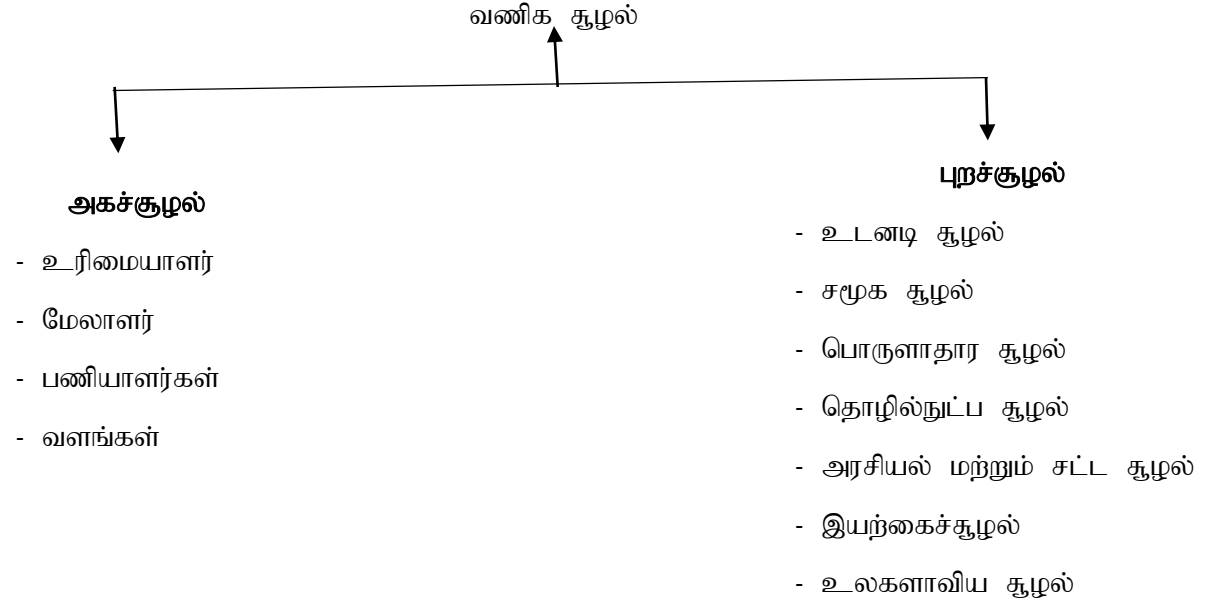 வணிக சூழல்
அகச்சூழல்
- உரிமையாளர்
- மேலாளர்
- பணியாளர்கள்
- வளங்கள்
புறச்சூழல்
- உடனடி சூழல்
- சமூக சூழல்
- பொருளாதார சூழல்
- தொழில்நுட்ப சூழல்
- அரசியல் மற்றும் சட்ட சூழல்
- இயற்கைச்சூழல்
- உலகளாவிய சூழல்